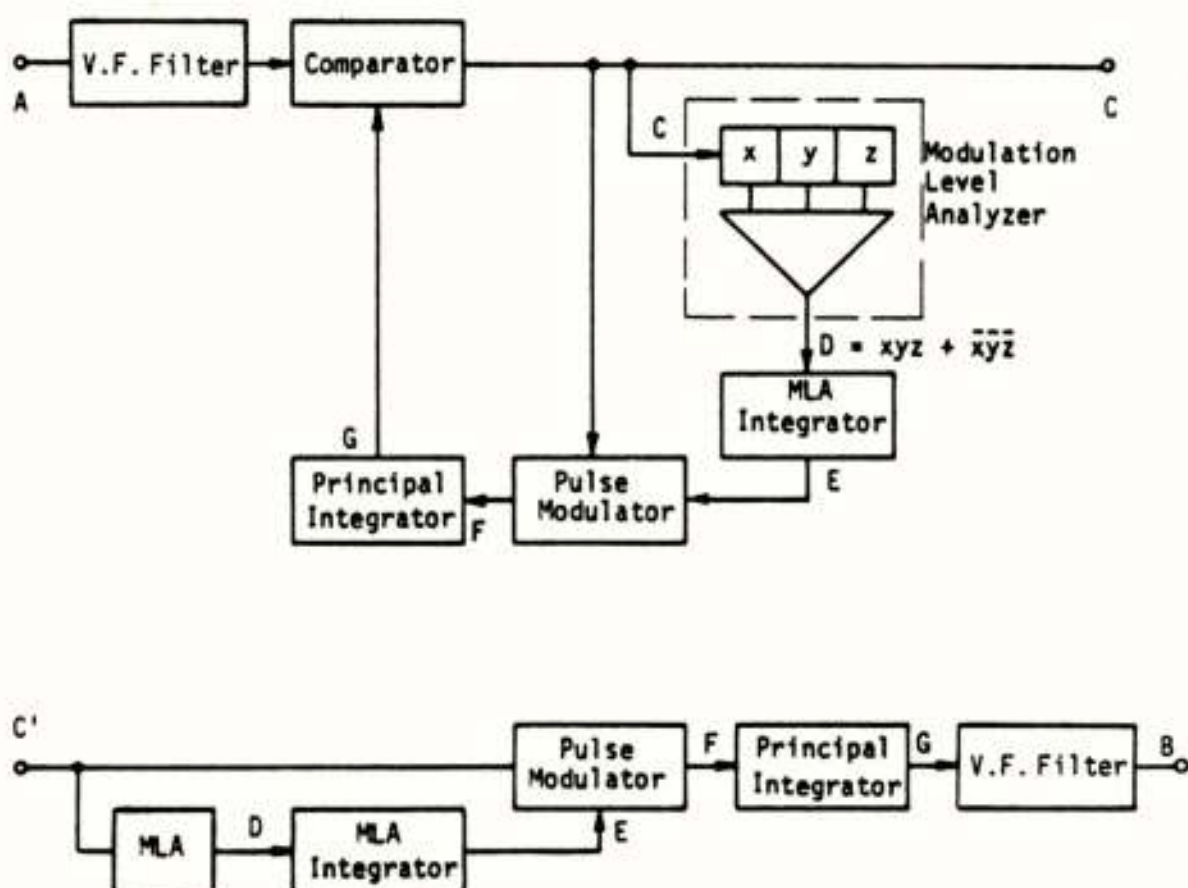 V.F. Filter
Comparator
A
C
C
x y z
Modulation
Level
Analyzer
D = xyz + x̄ȳz̄
MLA
Integrator
E
G
Principal
Integrator
F
Pulse
Modulator
C'
Pulse
Modulator
F
Principal
Integrator
G
V.F. Filter
B
MLA
D
MLA
Integrator
E